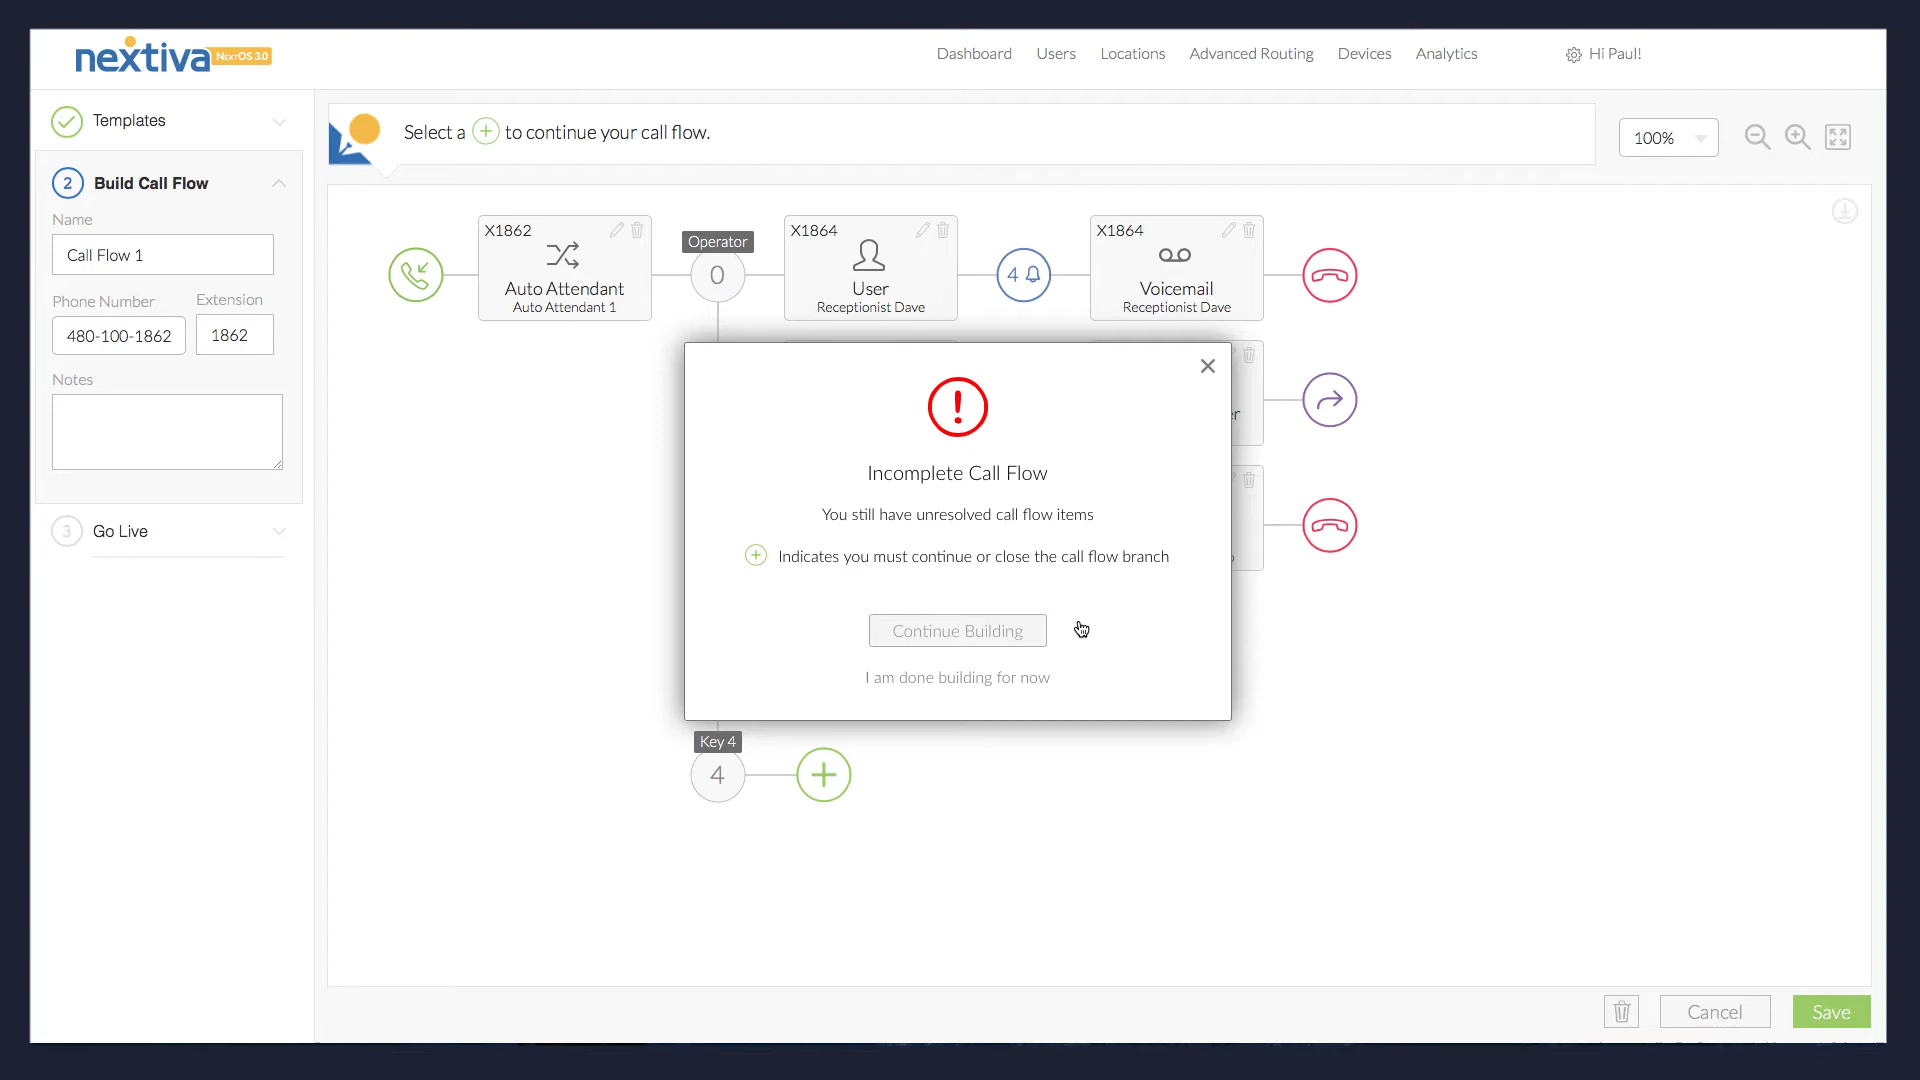 nextiva NextOS 3.0
Dashboard Users Locations Advanced Routing Devices Analytics Hi Paul!
Templates
Select a + to continue your call flow.
100%
2 Build Call Flow
Name
Call Flow 1
Phone Number Extension
480-100-1862 1862
Notes
3 Go Live
X1862
Auto Attendant
Auto Attendant 1
Operator
0
X1864
User
Receptionist Dave
4
X1864
Voicemail
Receptionist Dave
Incomplete Call Flow
You still have unresolved call flow items
Indicates you must continue or close the call flow branch
Continue Building
I am done building for now
Key 4
4
Cancel Save